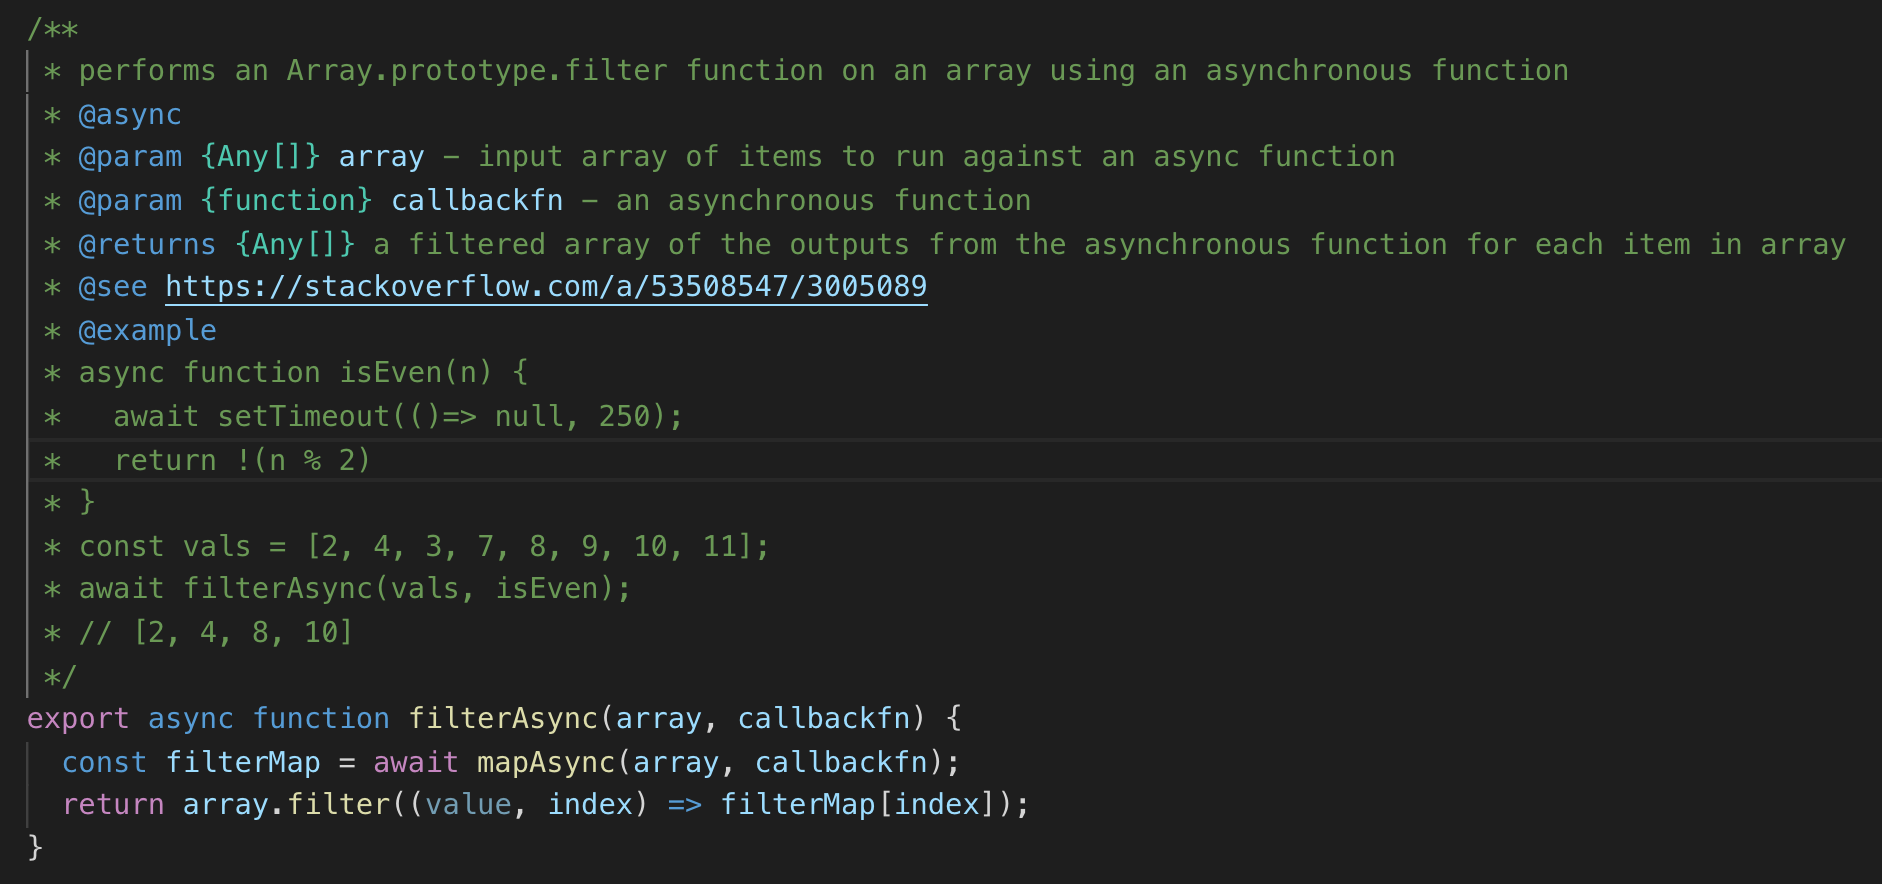 /**
 * performs an Array.prototype.filter function on an array using an asynchronous function
 * @async
 * @param {Any[]} array – input array of items to run against an async function
 * @param {function} callbackfn – an asynchronous function
 * @returns {Any[]} a filtered array of the outputs from the asynchronous function for each item in array
 * @see https://stackoverflow.com/a/53508547/3005089
 * @example
 * async function isEven(n) {
 *   await setTimeout(()=> null, 250);
 *   return !(n % 2)
 * }
 * const vals = [2, 4, 3, 7, 8, 9, 10, 11];
 * await filterAsync(vals, isEven);
 * // [2, 4, 8, 10]
 */
export async function filterAsync(array, callbackfn) {
  const filterMap = await mapAsync(array, callbackfn);
  return array.filter((value, index) => filterMap[index]);
}